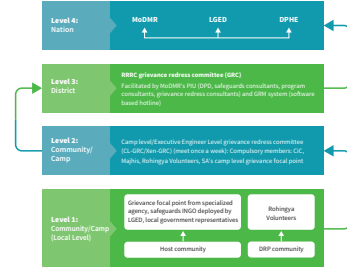 Level 4:
Nation
MoDMR
LGED
DPHE
Level 3:
District
RRRC grievance redress committee (GRC)
Facilitated by MoDMR's PIU (DPD, safeguards consultants, program
consultants, grievance redress consultants) and GRM system (software
based hotline)
Level 2:
Community/
Camp
Camp level/Executive Engineer Level grievance redress committee
(CL-GRC/Xen-GRC) (meet once a week): Compulsory members: CiC,
Majhis, Rohingya Volunteers, SA's camp level grievance focal point
Level 1:
Community/Camp
(Local Level)
Grievance focal point from specialized
agency, safeguards INGO deployed by
LGED, local government representatives
Rohingya
Volunteers
Host community
DRP community